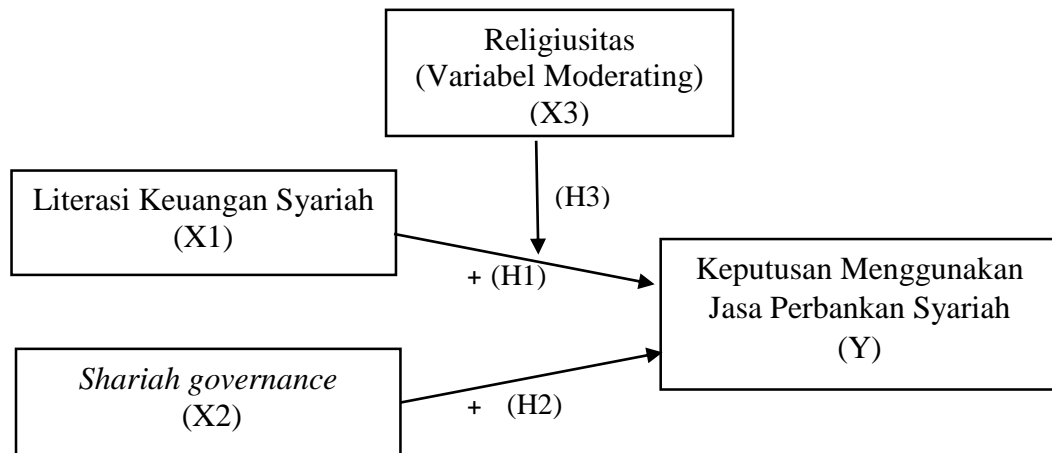 Religiusitas
(Variabel Moderating)
(X3)
(H3)
Literasi Keuangan Syariah
(X1)
+ (H1)
Keputusan Menggunakan
Jasa Perbankan Syariah
(Y)
Shariah governance
(X2)
+ (H2)